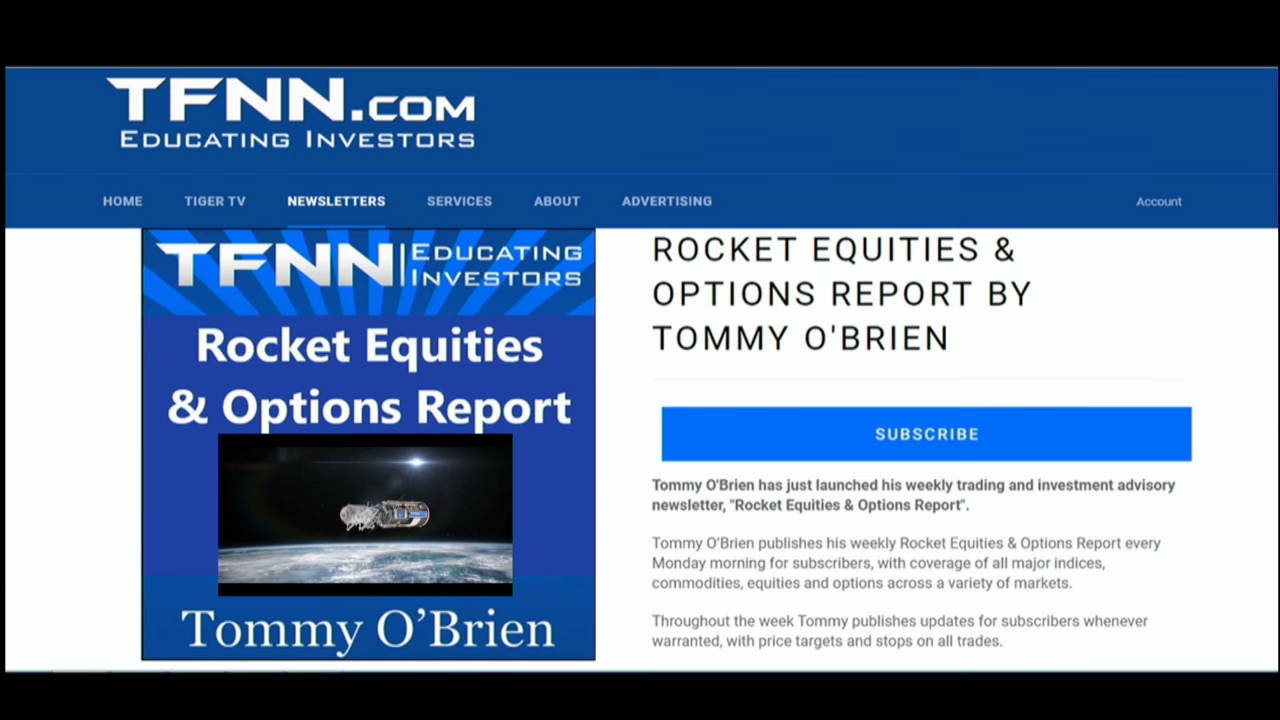 TFNN.COM
EDUCATING INVESTORS
HOME TIGER TV NEWSLETTERS SERVICES ABOUT ADVERTISING Account
TFNN | EDUCATING
INVESTORS
Rocket Equities
& Options Report
Tommy O’Brien
ROCKET EQUITIES &
OPTIONS REPORT BY
TOMMY O'BRIEN
SUBSCRIBE
Tommy O'Brien has just launched his weekly trading and investment advisory
newsletter, "Rocket Equities & Options Report".
Tommy O'Brien publishes his weekly Rocket Equities & Options Report every
Monday morning for subscribers, with coverage of all major indices,
commodities, equities and options across a variety of markets.
Throughout the week Tommy publishes updates for subscribers whenever
warranted, with price targets and stops on all trades.